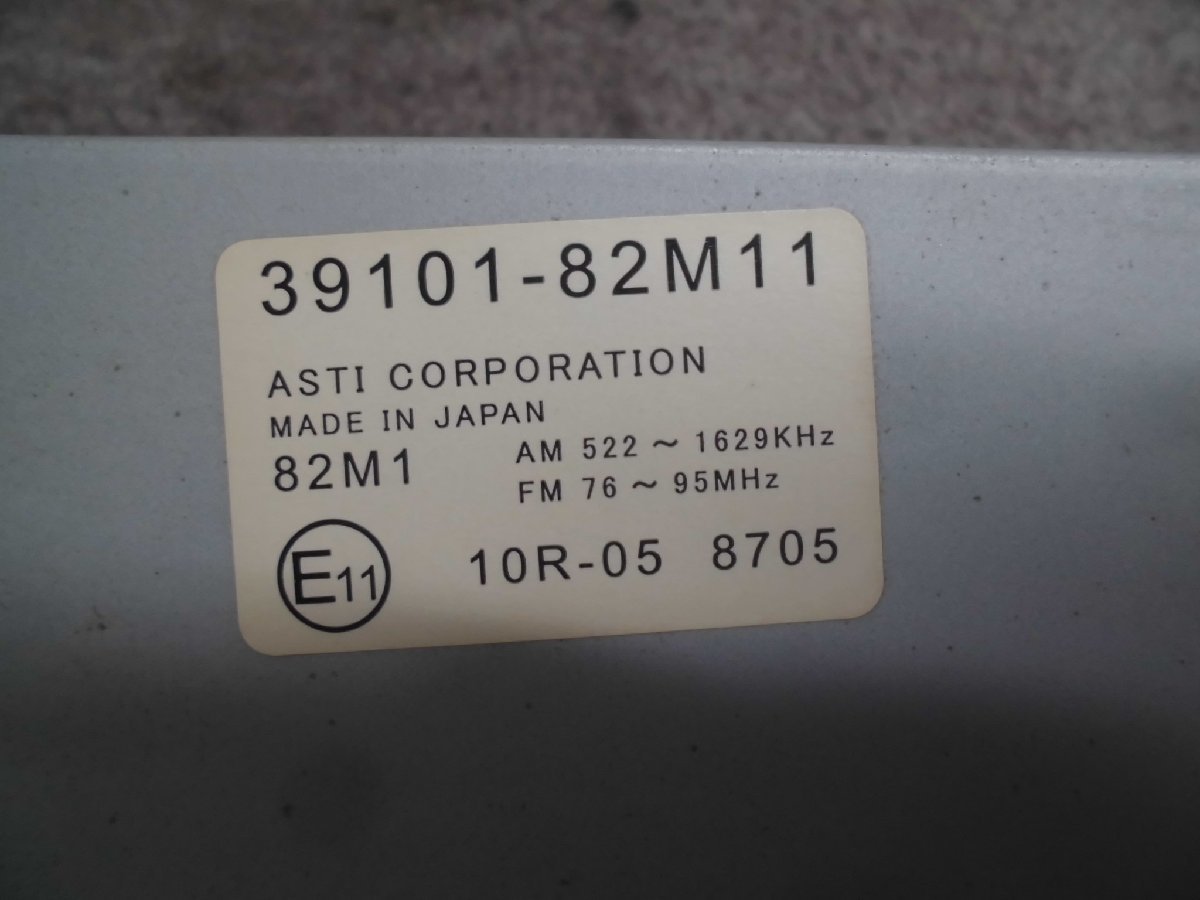 39101-82M11
ASTI CORPORATION
MADE IN JAPAN
82M1 AM 522 ~ 1629KHz
FM 76 ~ 95MHz
E11 10R-05 8705